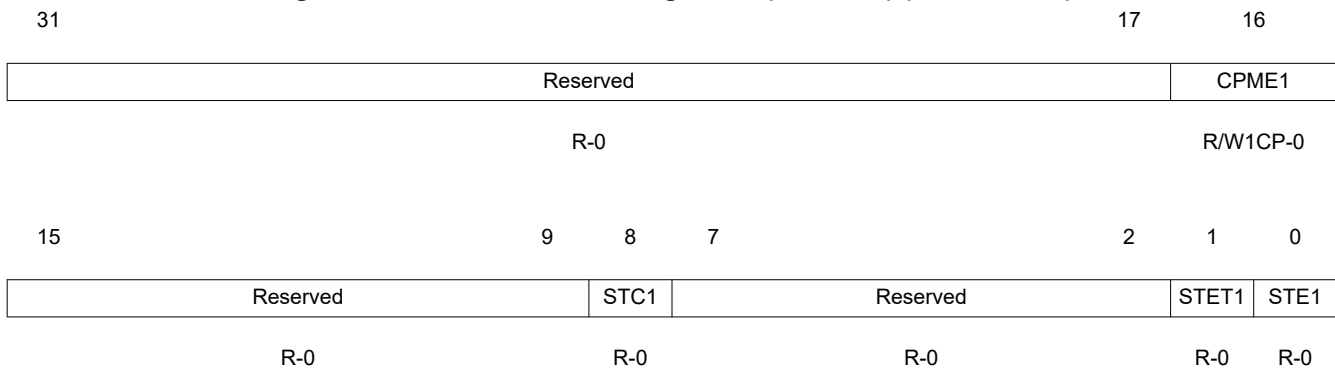 31 17 16
Reserved CPME1
R-0 R/W1CP-0
15 9 8 7 2 1 0
Reserved STC1 Reserved STET1 STE1
R-0 R-0 R-0 R-0 R-0